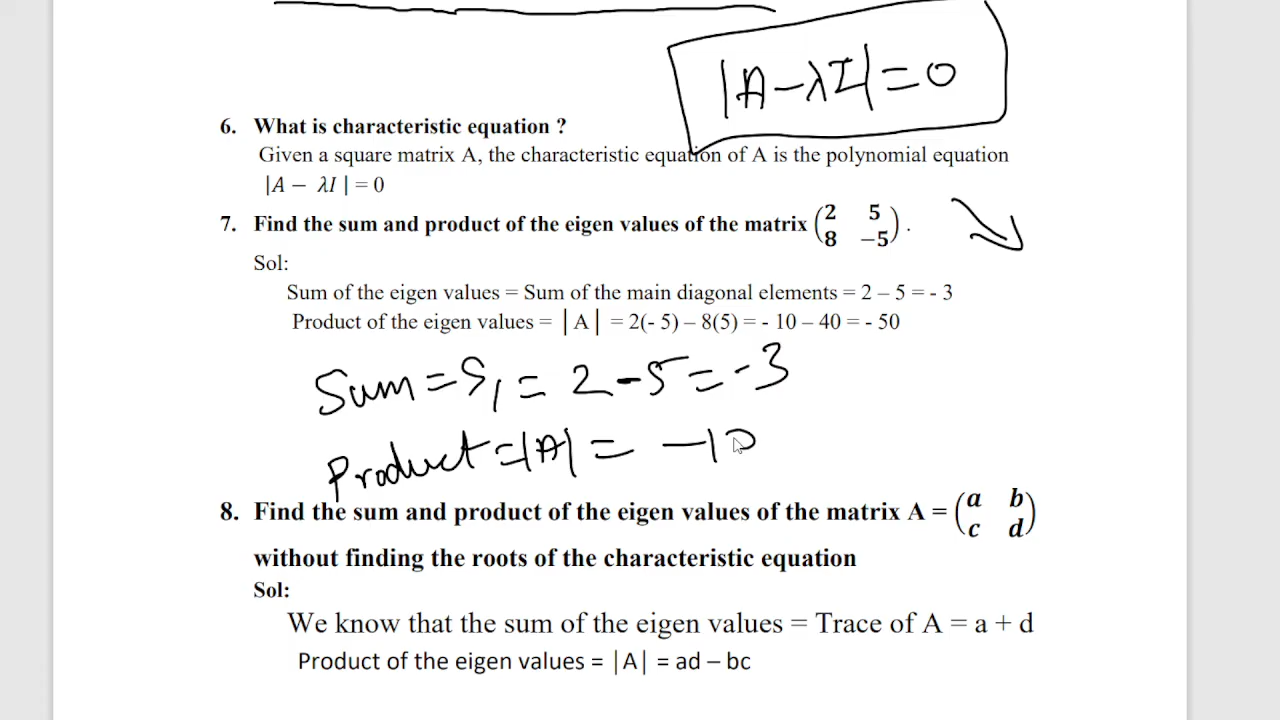 |A-λI|=0
6. What is characteristic equation ?
Given a square matrix A, the characteristic equation of A is the polynomial equation
|A − λI | = 0
7. Find the sum and product of the eigen values of the matrix (2 5
8 −5) .
Sol:
Sum of the eigen values = Sum of the main diagonal elements = 2 – 5 = - 3
Product of the eigen values = | A | = 2(- 5) – 8(5) = - 10 – 40 = - 50
Sum = S1 = 2 - 5 = - 3
Product = |A| = -10
8. Find the sum and product of the eigen values of the matrix A = (a b
c d)
without finding the roots of the characteristic equation
Sol:
We know that the sum of the eigen values = Trace of A = a + d
Product of the eigen values = |A| = ad – bc